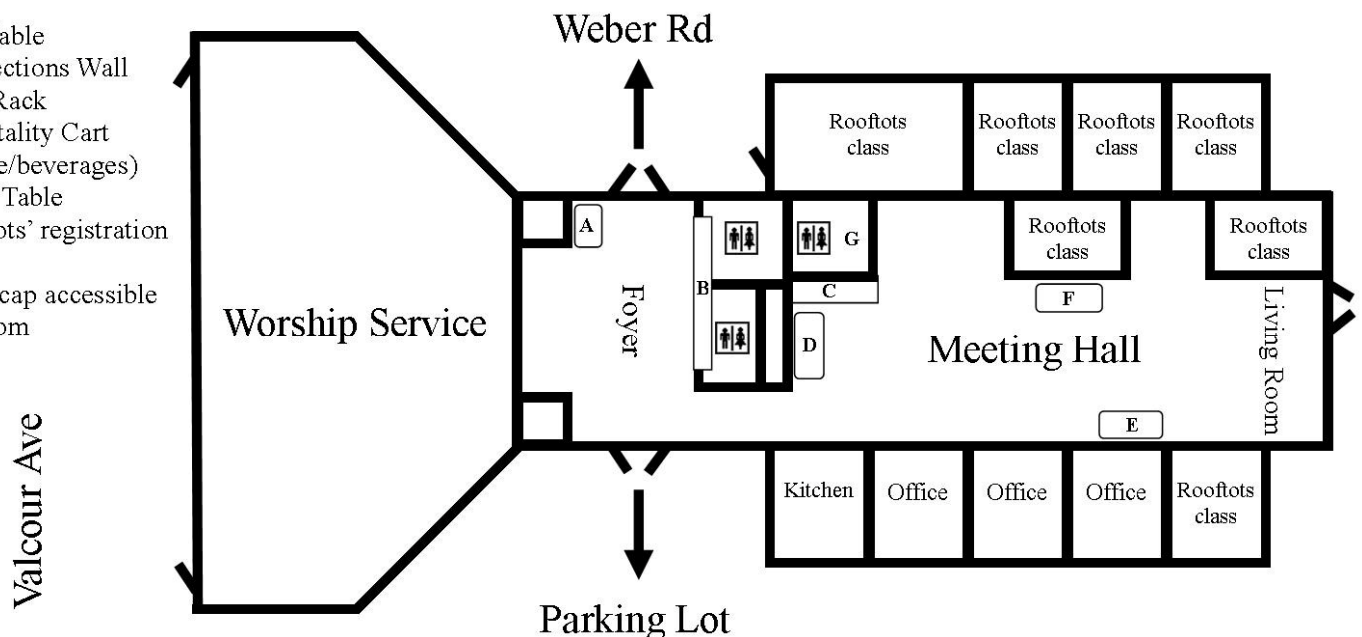 able
ections Wall
Rack
tality Cart
e/beverages)
Table
ots’ registration
cap accessible
om
Valcour Ave
Weber Rd
Worship Service
Foyer
A
B
G
C
D
Rooftots
class
Rooftots
class
Rooftots
class
Rooftots
class
Rooftots
class
Rooftots
class
F
Meeting Hall
Living Room
E
Kitchen
Office
Office
Office
Rooftots
class
Parking Lot